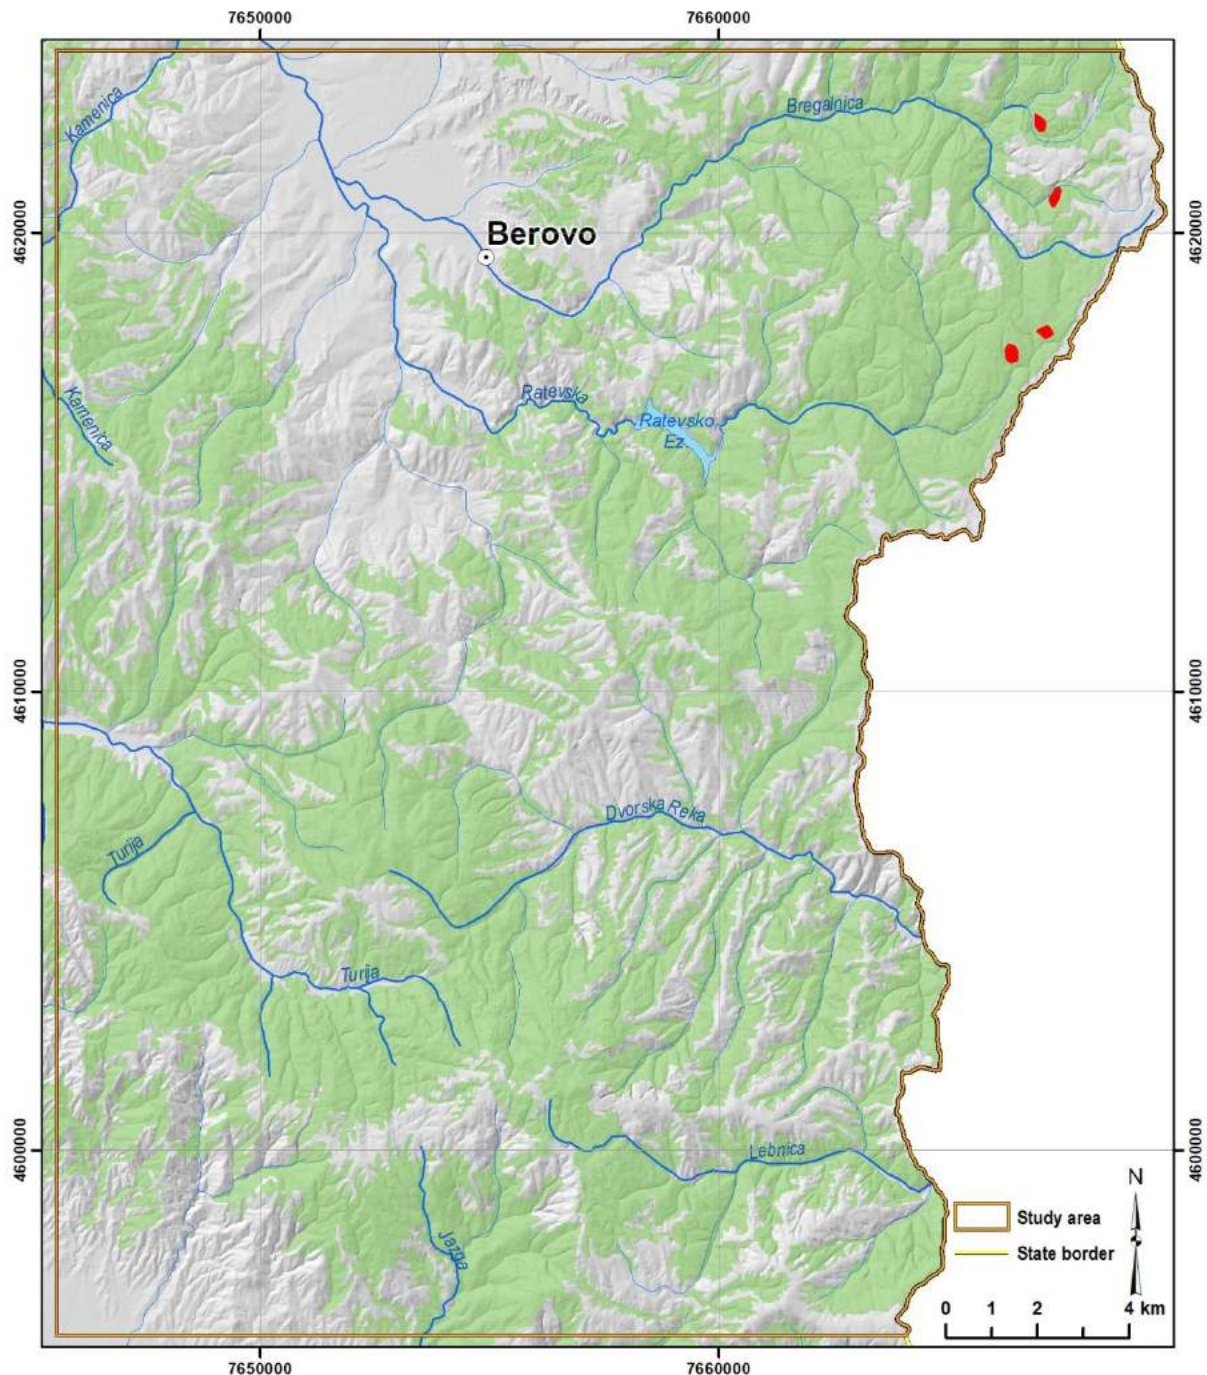 7650000
7660000
Kamenica
Bregalnica
4620000
Berovo
4620000
Kamenica
Ratevska
Ratevsko
Ez.
4610000
4610000
Dvorska Reka
Turija
Turija
4600000
Lebnica
4600000
N
Study area
State border
Jazga
0 1 2 4 km
7650000
7660000